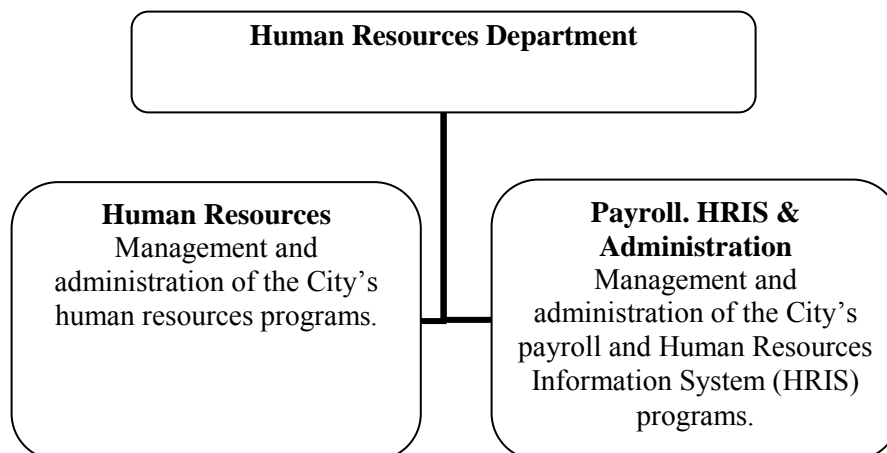 Human Resources Department
Human Resources
Management and
administration of the City’s
human resources programs.
Payroll. HRIS &
Administration
Management and
administration of the City’s
payroll and Human Resources
Information System (HRIS)
programs.